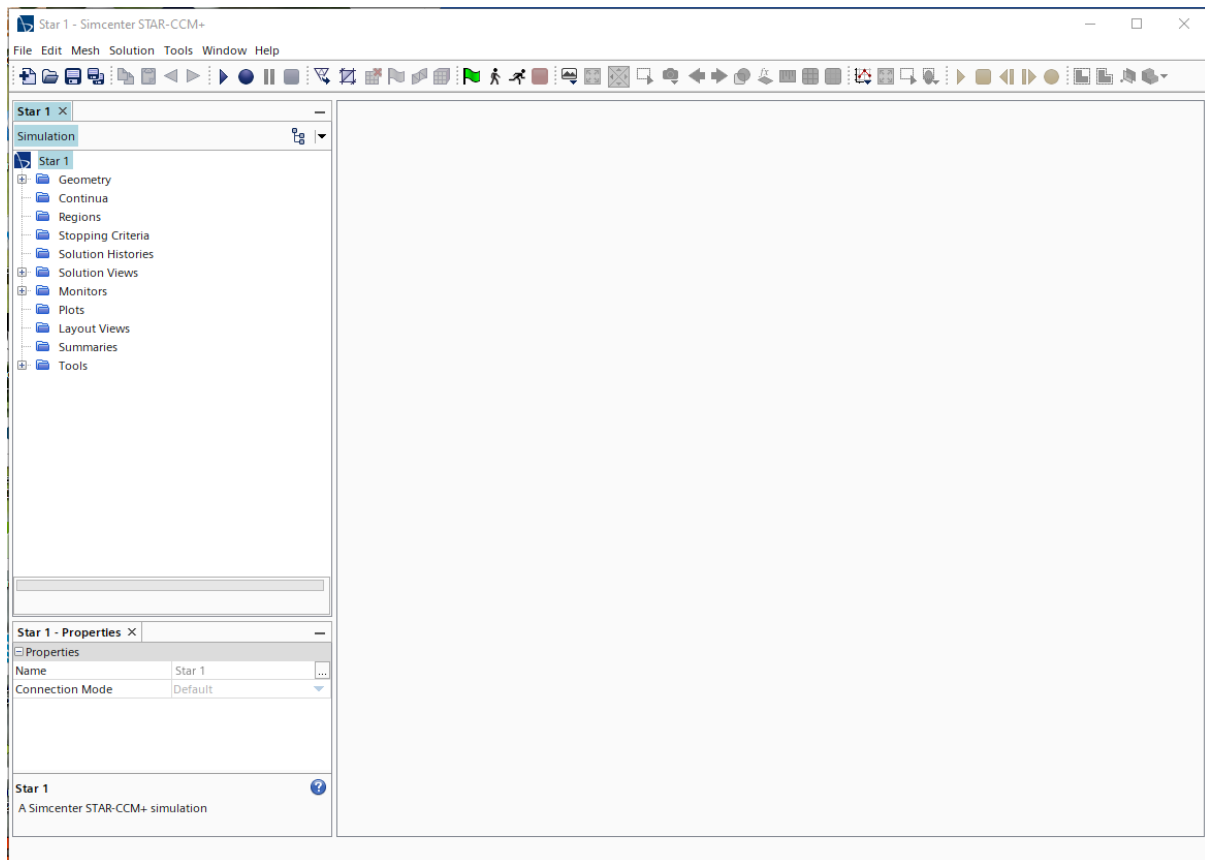 Star 1 - Simcenter STAR-CCM+
File Edit Mesh Solution Tools Window Help
Star 1
Simulation
Star 1
Geometry
Continua
Regions
Stopping Criteria
Solution Histories
Solution Views
Monitors
Plots
Layout Views
Summaries
Tools
Star 1 - Properties
Properties
Name Star 1 ...
Connection Mode Default
Star 1 ?
A Simcenter STAR-CCM+ simulation